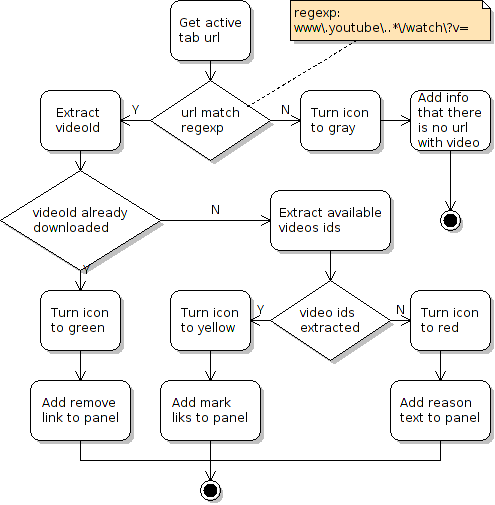 Get active
tab url
regexp:
www\.youtube\..*\/watch\?v=
Extract
videoId
Y
url match
regexp
N
Turn icon
to gray
Add info
that there
is no url
with video
videoId already
downloaded
N
Extract available
videos ids
Y
Turn icon
to green
Turn icon
to yellow
Y
video ids
extracted
N
Turn icon
to red
Add remove
link to panel
Add mark
liks to panel
Add reason
text to panel